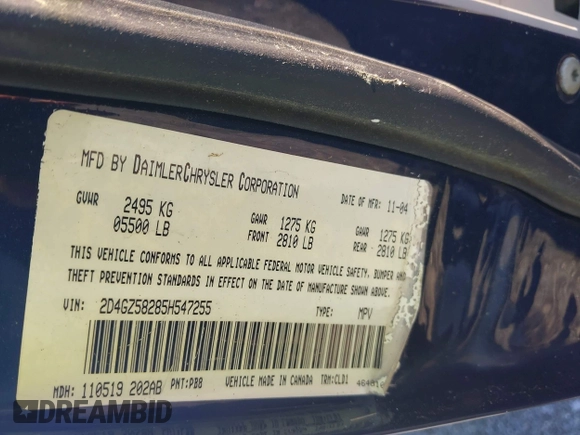 MFD BY DAIMLERCHRYSLER CORPORATION
DATE OF MFR: 11-04
GVWR 2495 KG 05500 LB
GAWR FRONT 1275 KG 2810 LB
GAWR REAR 1275 KG 2810 LB
THIS VEHICLE CONFORMS TO ALL APPLICABLE FEDERAL MOTOR VEHICLE SAFETY, BUMPER AND
THEFT PREVENTION STANDARDS IN EFFECT ON THE DATE OF MANUFACTURE SHOWN ABOVE.
VIN: 2D4GZ58285H547255 TYPE: MPV
MDH: 110519 202AB PNT:PB8 VEHICLE MADE IN CANADA TRM:CLD1
DREAMBID